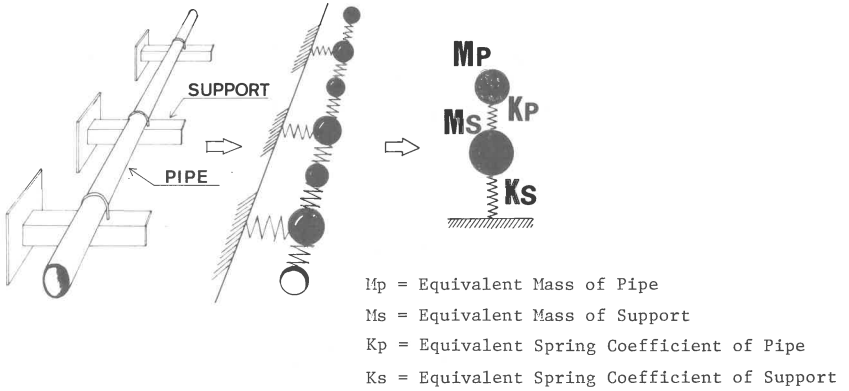 SUPPORT
PIPE
Mp
Kp
Ms
Ks
Mp = Equivalent Mass of Pipe
Ms = Equivalent Mass of Support
Kp = Equivalent Spring Coefficient of Pipe
Ks = Equivalent Spring Coefficient of Support